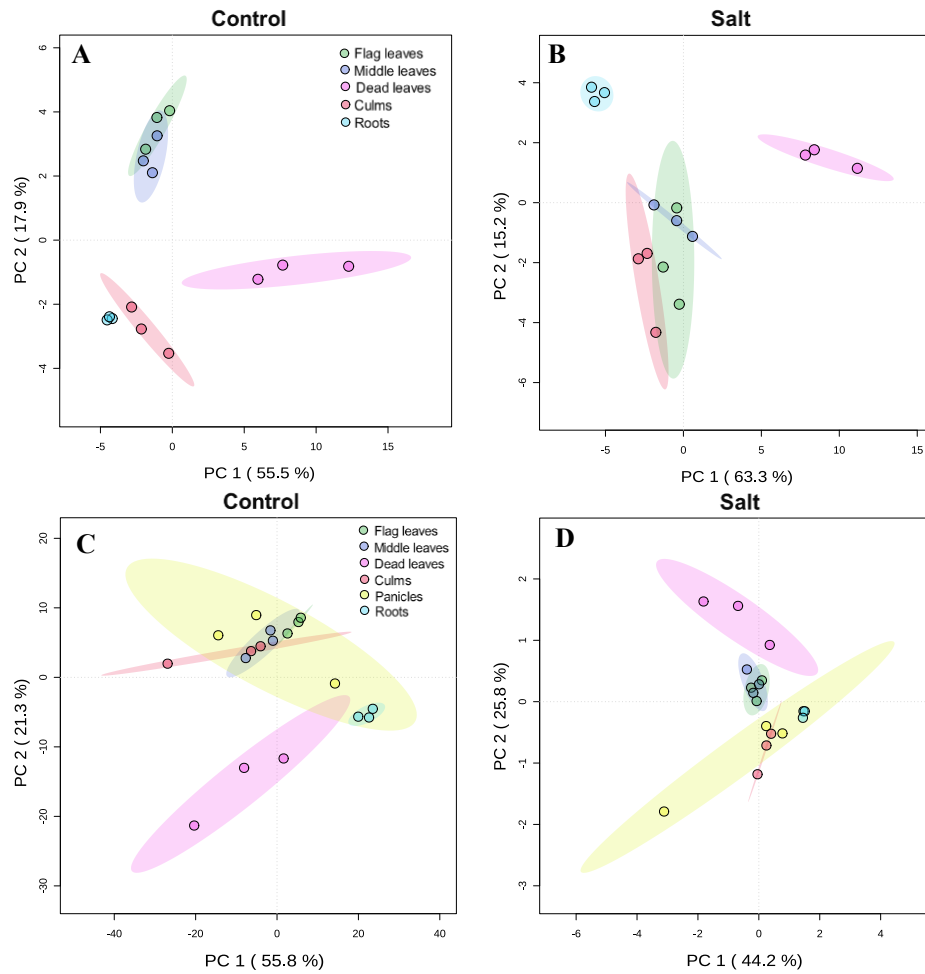 Control
A
Flag leaves
Middle leaves
Dead leaves
Culms
Roots
6
4
2
0
-2
-4
PC 2 ( 17.9 %)
-5
0
5
10
15
PC 1 ( 55.5 %)
Salt
B
4
2
0
-2
-4
-6
PC 2 ( 15.2 %)
-5
0
5
10
15
PC 1 ( 63.3 %)
Control
C
Flag leaves
Middle leaves
Dead leaves
Culms
Panicles
Roots
20
10
0
-10
-20
-30
PC 2 ( 21.3 %)
-40
-20
0
20
40
PC 1 ( 55.8 %)
Salt
D
2
1
0
-1
-2
-3
PC 2 ( 25.8 %)
-6
-4
-2
0
2
4
PC 1 ( 44.2 %)